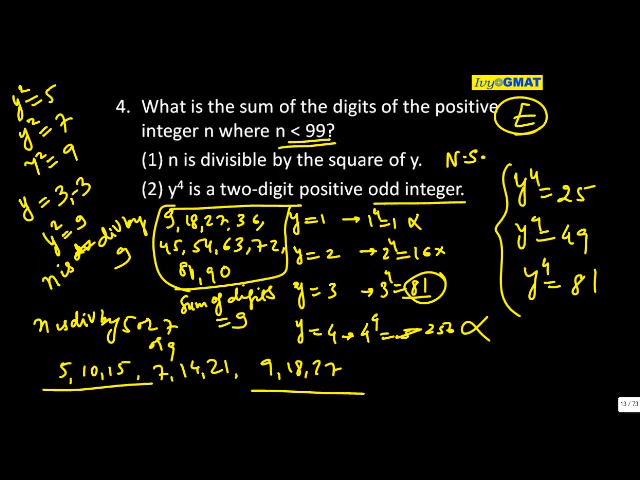 Ivy GMAT
4. What is the sum of the digits of the positive
integer n where n < 99?
(1) n is divisible by the square of y.
(2) y⁴ is a two-digit positive odd integer.
E
N.S.
y² = 5
y² = 7
y² = 9
y = 3, -3
y² = 9
n is div by
9
9, 18, 27, 36,
45, 54, 63, 72,
81, 90
Sum of digits
= 9
y = 1 → 1⁴ = 1 ×
y = 2 → 2⁴ = 16 ×
y = 3 → 3⁴ = 81
y = 4 → 4⁴ = 256 ×
y⁴ = 25
y⁴ = 49
y⁴ = 81
n is div by 5 or 7
or 9
5, 10, 15, 7, 14, 21, 9, 18, 27
13 / 73